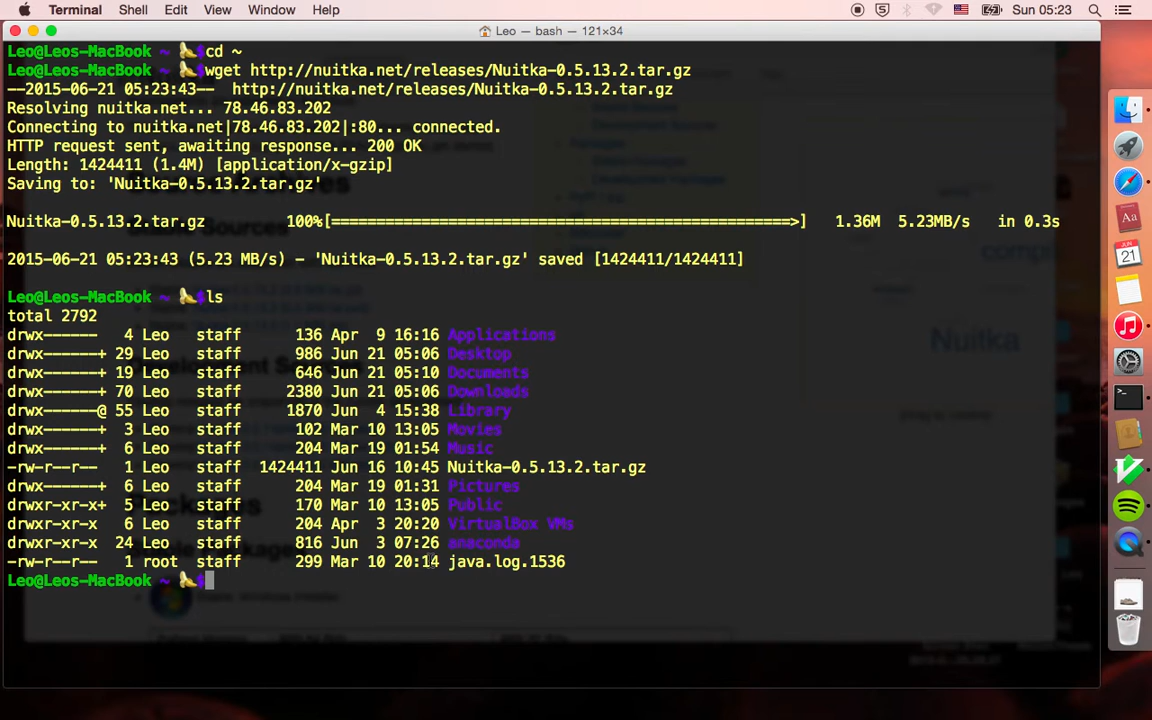 Terminal Shell Edit View Window Help Sun 05:23
Leo — bash — 121×34
Leo@Leos-MacBook ~ $cd ~
Leo@Leos-MacBook ~ $wget http://nuitka.net/releases/Nuitka-0.5.13.2.tar.gz
--2015-06-21 05:23:43-- http://nuitka.net/releases/Nuitka-0.5.13.2.tar.gz
Resolving nuitka.net... 78.46.83.202
Connecting to nuitka.net|78.46.83.202|:80... connected.
HTTP request sent, awaiting response... 200 OK
Length: 1424411 (1.4M) [application/x-gzip]
Saving to: 'Nuitka-0.5.13.2.tar.gz'
Nuitka-0.5.13.2.tar.gz 100%[===================================================>] 1.36M 5.23MB/s in 0.3s
2015-06-21 05:23:43 (5.23 MB/s) - 'Nuitka-0.5.13.2.tar.gz' saved [1424411/1424411]
Leo@Leos-MacBook ~ $ls
total 2792
drwx------ 4 Leo staff 136 Apr 9 16:16 Applications
drwx------+ 29 Leo staff 986 Jun 21 05:06 Desktop
drwx------+ 19 Leo staff 646 Jun 21 05:10 Documents
drwx------+ 70 Leo staff 2380 Jun 21 05:06 Downloads
drwx------@ 55 Leo staff 1870 Jun 4 15:38 Library
drwx------+ 3 Leo staff 102 Mar 10 13:05 Movies
drwx------+ 6 Leo staff 204 Mar 19 01:54 Music
-rw-r--r-- 1 Leo staff 1424411 Jun 16 10:45 Nuitka-0.5.13.2.tar.gz
drwx------+ 6 Leo staff 204 Mar 19 01:31 Pictures
drwxr-xr-x+ 5 Leo staff 170 Mar 10 13:05 Public
drwxr-xr-x 6 Leo staff 204 Apr 3 20:20 VirtualBox VMs
drwxr-xr-x 24 Leo staff 816 Jun 3 07:26 anaconda
-rw-r--r-- 1 root staff 299 Mar 10 20:14 java.log.1536
Leo@Leos-MacBook ~ $
JUN
21
Aa
Nuitka